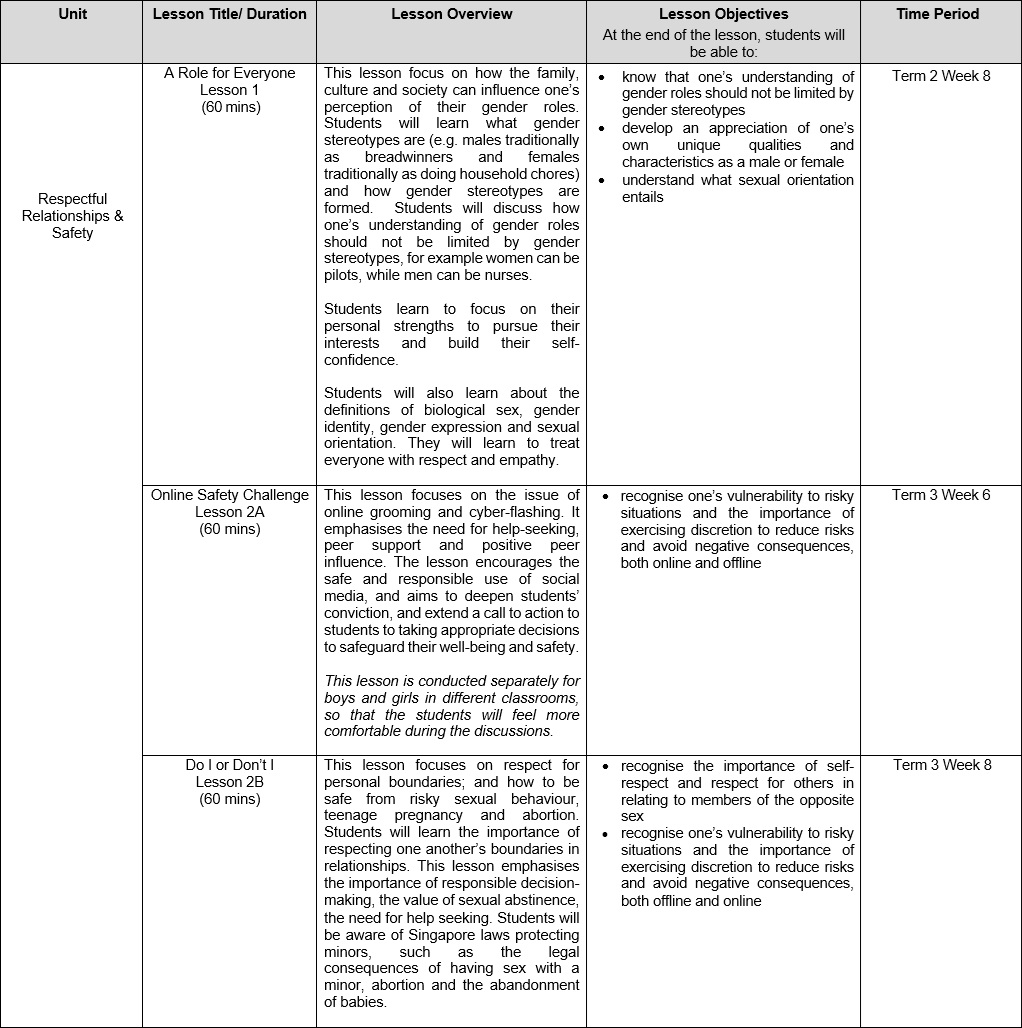 Unit
Lesson Title/ Duration
Lesson Overview
Lesson Objectives
At the end of the lesson, students will
be able to:
Time Period
Respectful
Relationships &
Safety
A Role for Everyone
Lesson 1
(60 mins)
This lesson focus on how the family,
culture and society can influence one’s
perception of their gender roles.
Students will learn what gender
stereotypes are (e.g. males traditionally
as breadwinners and females
traditionally as doing household chores)
and how gender stereotypes are
formed. Students will discuss how
one’s understanding of gender roles
should not be limited by gender
stereotypes, for example women can be
pilots, while men can be nurses.
Students learn to focus on their
personal strengths to pursue their
interests and build their self-
confidence.
Students will also learn about the
definitions of biological sex, gender
identity, gender expression and sexual
orientation. They will learn to treat
everyone with respect and empathy.
• know that one’s understanding of
gender roles should not be limited by
gender stereotypes
• develop an appreciation of one’s
own unique qualities and
characteristics as a male or female
• understand what sexual orientation
entails
Term 2 Week 8
Online Safety Challenge
Lesson 2A
(60 mins)
This lesson focuses on the issue of
online grooming and cyber-flashing. It
emphasises the need for help-seeking,
peer support and positive peer
influence. The lesson encourages the
safe and responsible use of social
media, and aims to deepen students’
conviction, and extend a call to action to
students to taking appropriate decisions
to safeguard their well-being and safety.
This lesson is conducted separately for
boys and girls in different classrooms,
so that the students will feel more
comfortable during the discussions.
• recognise one’s vulnerability to risky
situations and the importance of
exercising discretion to reduce risks
and avoid negative consequences,
both online and offline
Term 3 Week 6
Do I or Don’t I
Lesson 2B
(60 mins)
This lesson focuses on respect for
personal boundaries; and how to be
safe from risky sexual behaviour,
teenage pregnancy and abortion.
Students will learn the importance of
respecting one another’s boundaries in
relationships. This lesson emphasises
the importance of responsible decision-
making, the value of sexual abstinence,
the need for help seeking. Students will
be aware of Singapore laws protecting
minors, such as the legal
consequences of having sex with a
minor, abortion and the abandonment
of babies.
• recognise the importance of self-
respect and respect for others in
relating to members of the opposite
sex
• recognise one’s vulnerability to risky
situations and the importance of
exercising discretion to reduce risks
and avoid negative consequences,
both offline and online
Term 3 Week 8